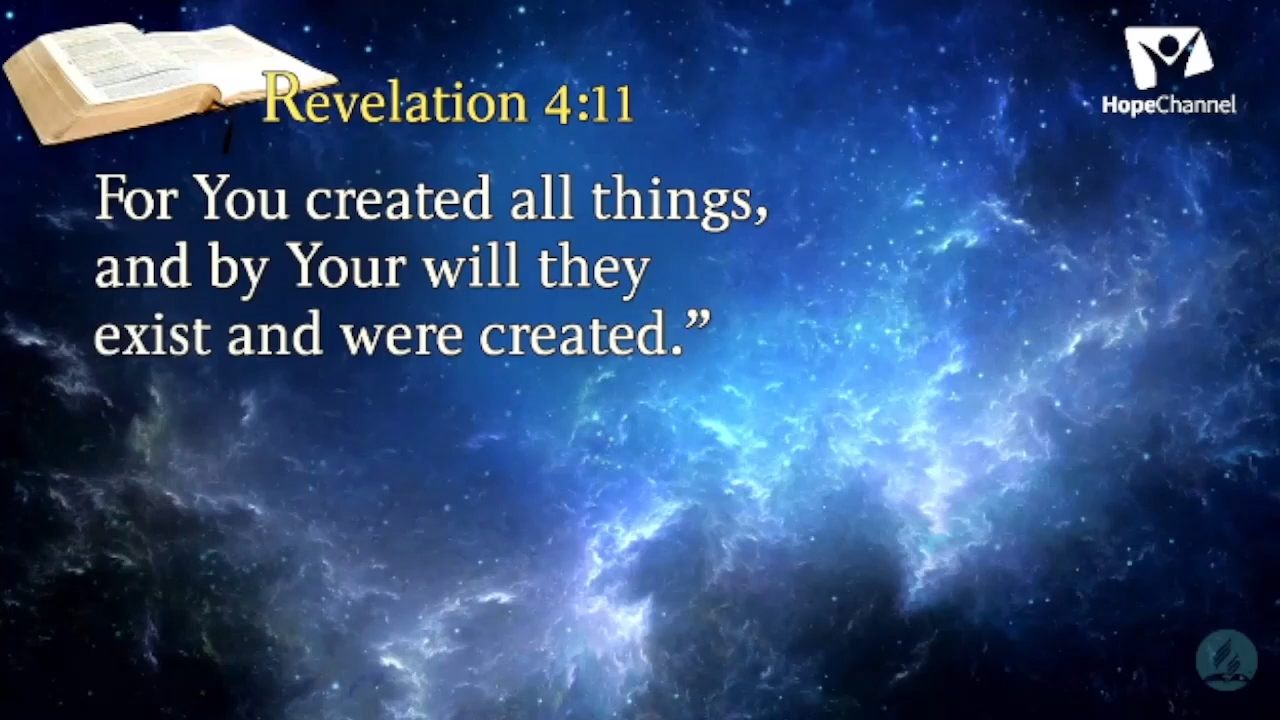 Revelation 4:11
HopeChannel
For You created all things,
and by Your will they
exist and were created.”